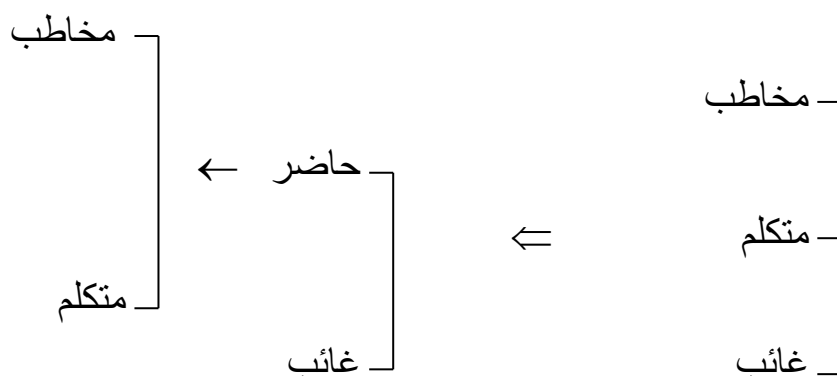 مخاطب
متكلم
غائب
⇐
حاضر
غائب
←
مخاطب
متكلم